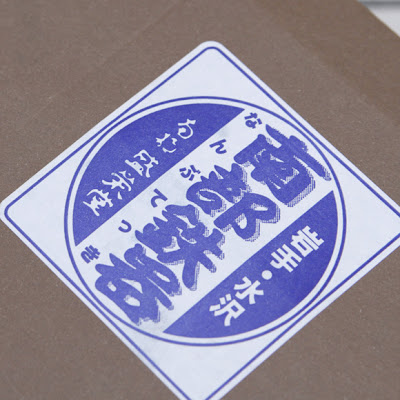 岩手・水沢
なんぶてっき
南部鉄器